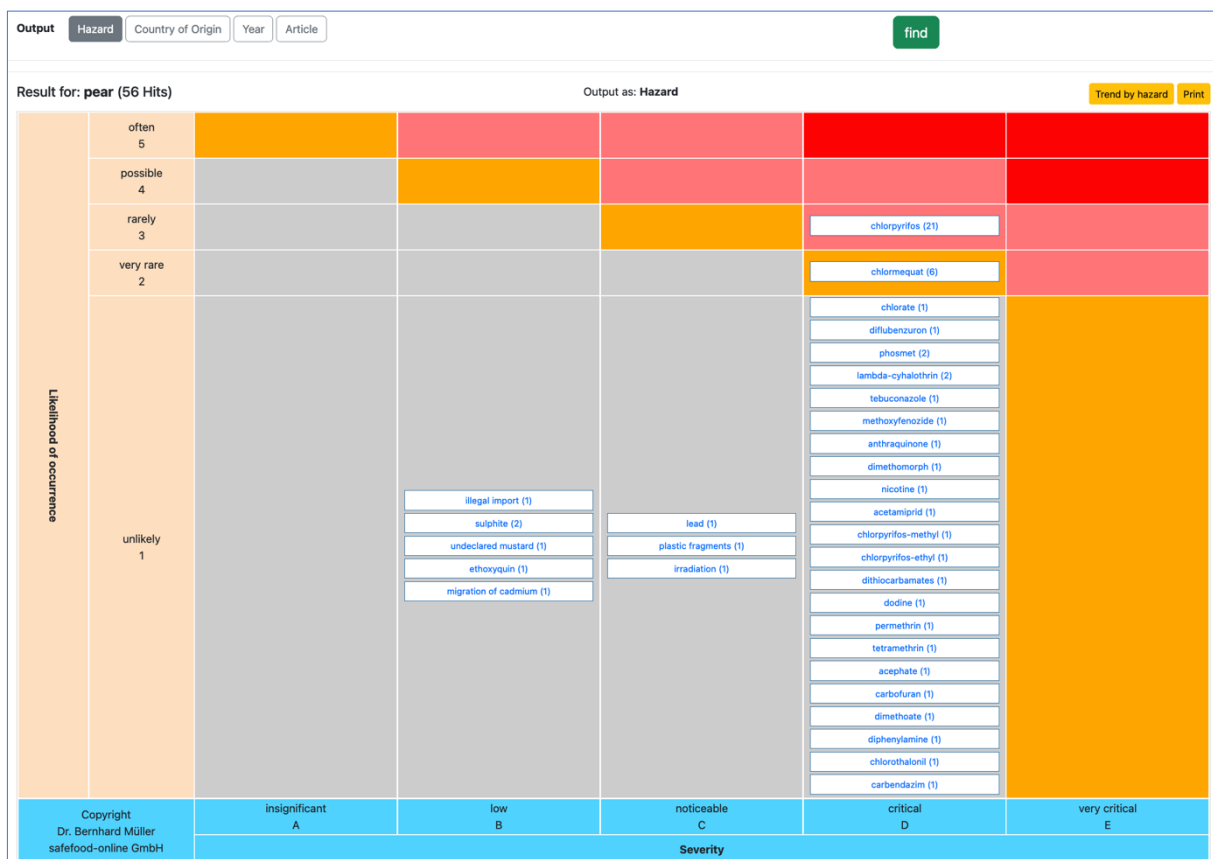 Output Hazard Country of Origin Year Article find
Result for: pear (56 Hits) Output as: Hazard Trend by hazard Print
often
5
possible
4
rarely
3
chlorpyrifos (21)
very rare
2
chlormequat (6)
Likelihood of occurrence
unlikely
1
illegal import (1)
sulphite (2)
undeclared mustard (1)
ethoxyquin (1)
migration of cadmium (1)
lead (1)
plastic fragments (1)
irradiation (1)
chlorate (1)
diflubenzuron (1)
phosmet (2)
lambda-cyhalothrin (2)
tebuconazole (1)
methoxyfenozide (1)
anthraquinone (1)
dimethomorph (1)
nicotine (1)
acetamiprid (1)
chlorpyrifos-methyl (1)
chlorpyrifos-ethyl (1)
dithiocarbamates (1)
dodine (1)
permethrin (1)
tetramethrin (1)
acephate (1)
carbofuran (1)
dimethoate (1)
diphenylamine (1)
chlorothalonil (1)
carbendazim (1)
Copyright
Dr. Bernhard Müller
safefood-online GmbH
insignificant
A
low
B
noticeable
C
critical
D
very critical
E
Severity